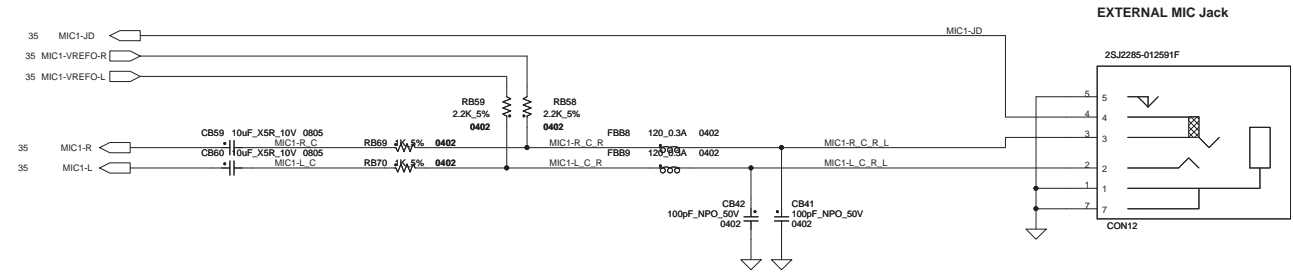 EXTERNAL MIC Jack
35 MIC1-JD MIC1-JD
35 MIC1-VREFO-R
2SJ2285-012591F
35 MIC1-VREFO-L
RB59 RB58
2.2K_5% 2.2K_5%
0402 0402
5 5
4 4
3 3
CB59 10uF_X5R_10V 0805
FBB8 120_0.3A 0402
35 MIC1-R MIC1-R_C RB69 1K_5% 0402 MIC1-R_C_R MIC1-R_C_R_L
CB60 10uF_X5R_10V 0805
FBB9 120_0.3A 0402
35 MIC1-L MIC1-L_C RB70 1K_5% 0402 MIC1-L_C_R MIC1-L_C_R_L
2 2
1 1
7 7
CB42 CB41
100pF_NPO_50V 100pF_NPO_50V
0402 0402
CON12